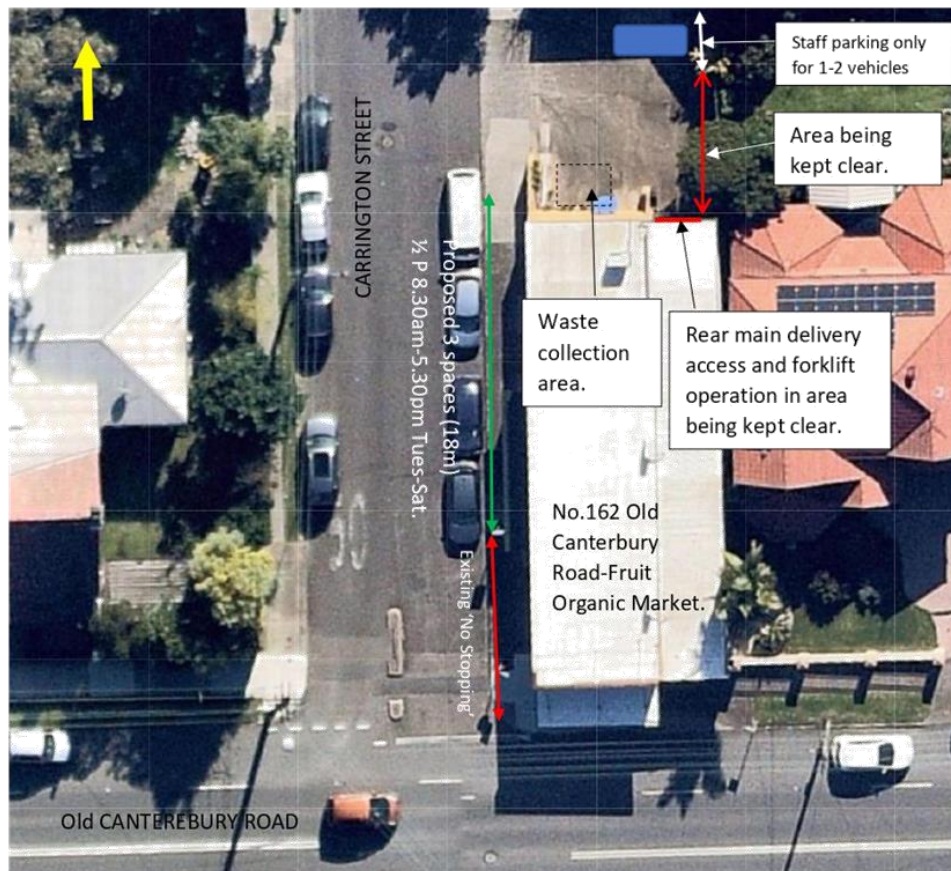 Staff parking only
for 1-2 vehicles
Area being
kept clear.
CARRINGTON STREET
Proposed 3 spaces (18m)
½ P 8.30am-5.30pm Tues-Sat.
Waste
collection
area.
Rear main delivery
access and forklift
operation in area
being kept clear.
No.162 Old
Canterbury
Road-Fruit
Organic Market.
Existing ‘No Stopping’
50
Old CANTEREBURY ROAD